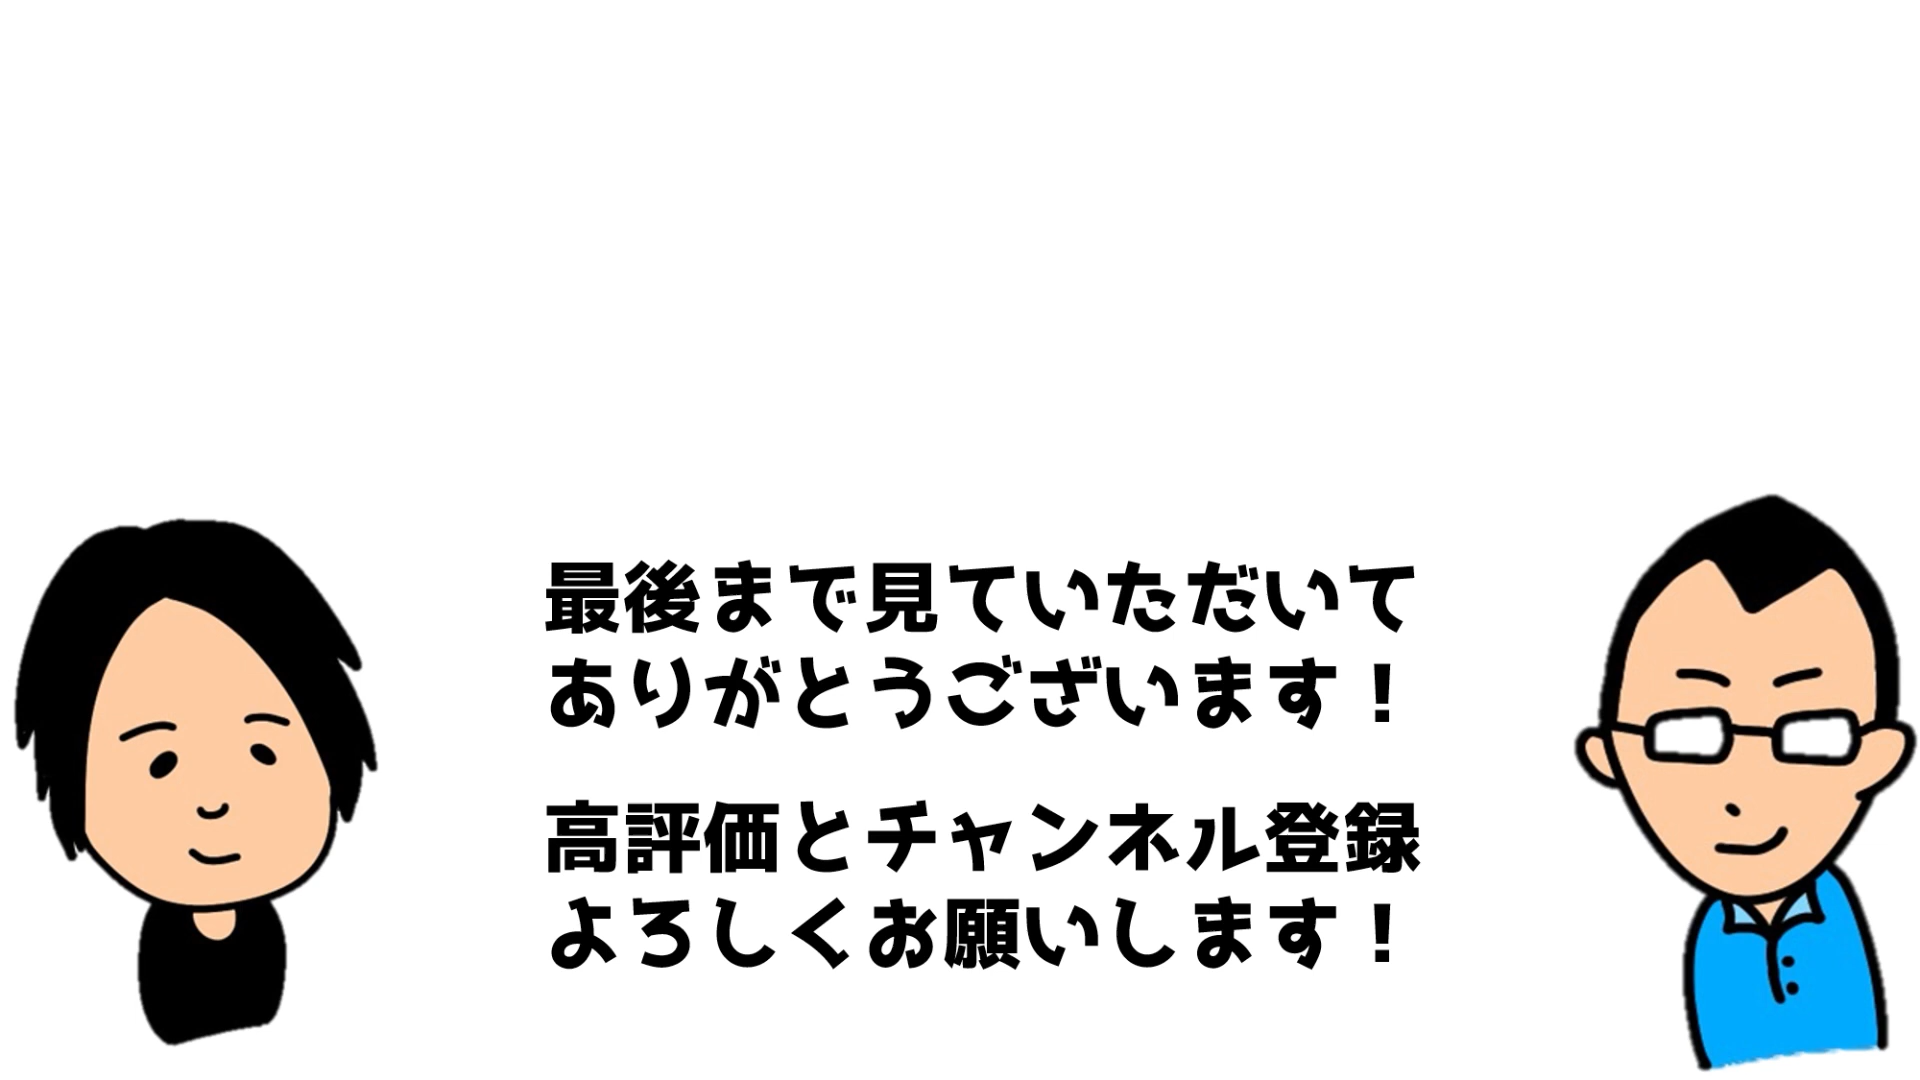 最後まで見ていただいて
ありがとうございます！
高評価とチャンネル登録
よろしくお願いします！